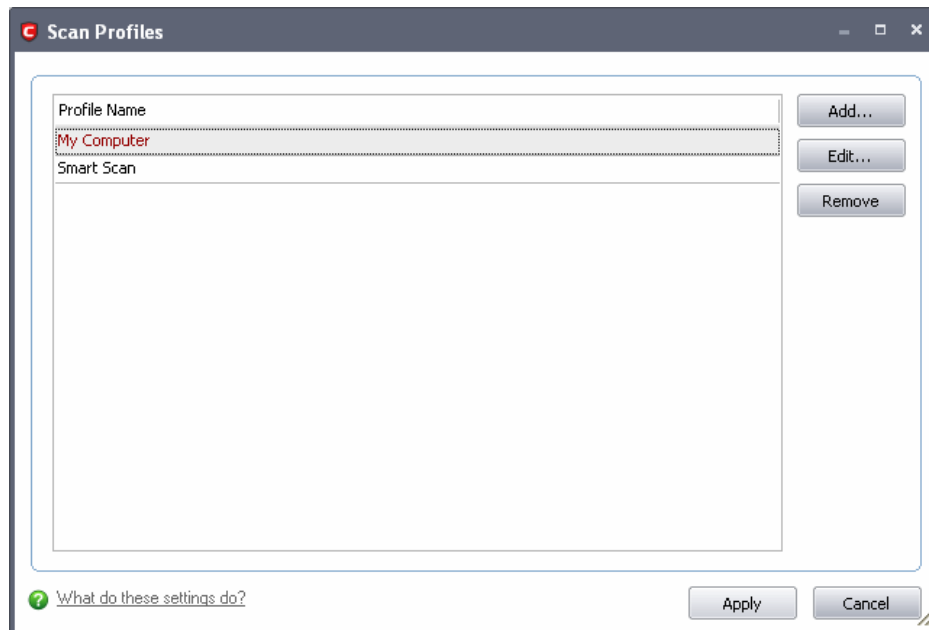 Scan Profiles
Profile Name
My Computer
Smart Scan
Add...
Edit...
Remove
What do these settings do?
Apply
Cancel